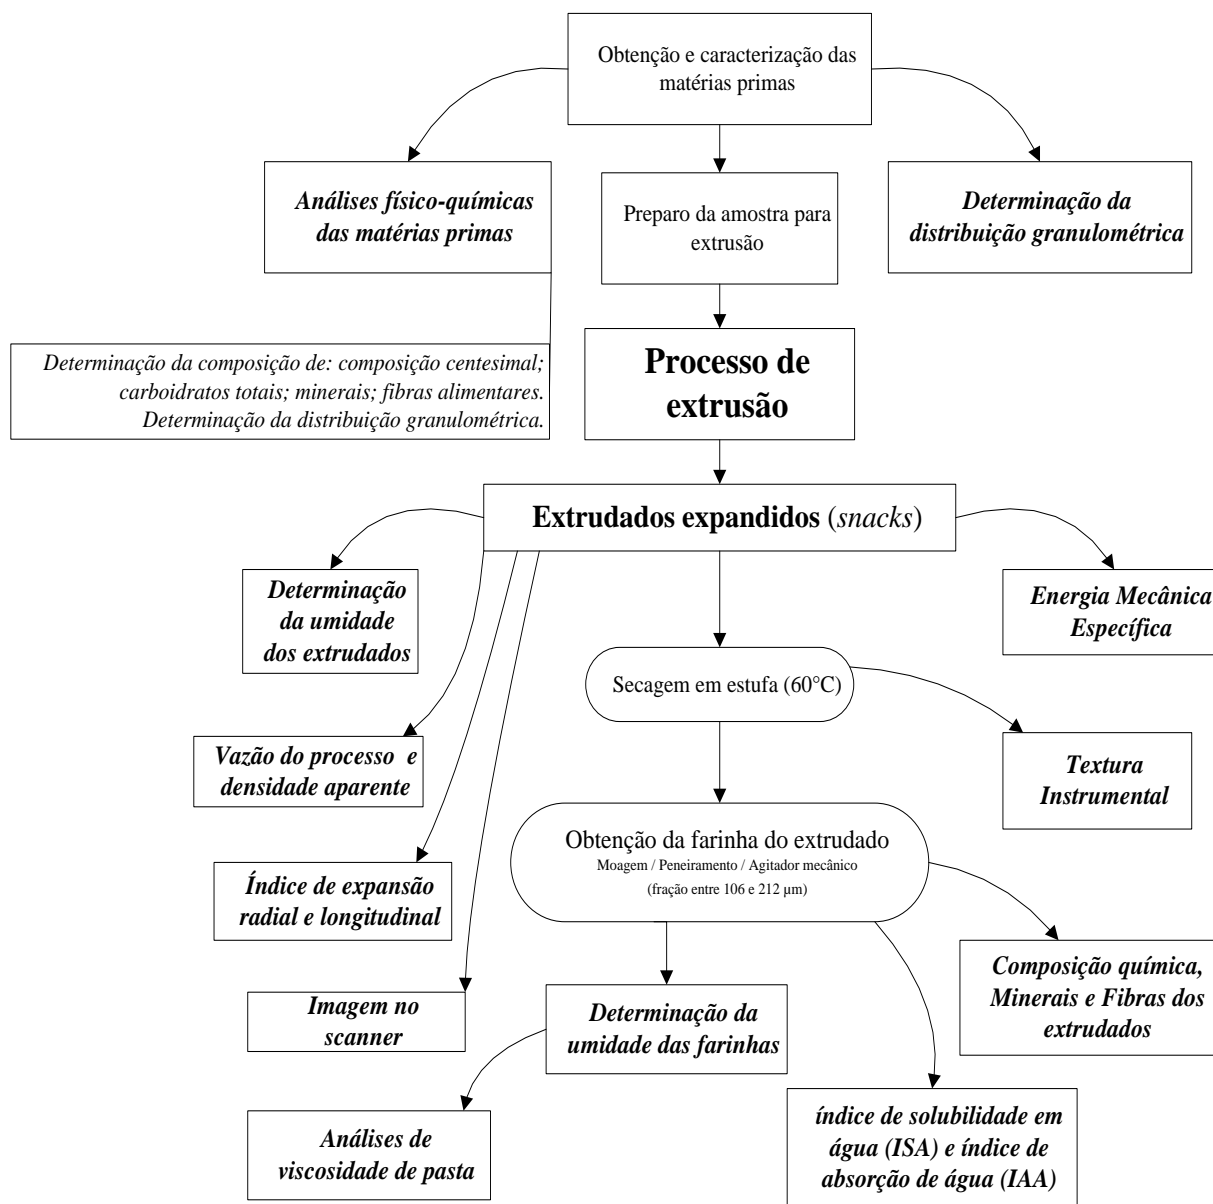 Obtenção e caracterização das
matérias primas
Análises físico-químicas
das matérias primas
Preparo da amostra para
extrusão
Determinação da
distribuição granulométrica
Determinação da composição de: composição centesimal;
carboidratos totais; minerais; fibras alimentares.
Determinação da distribuição granulométrica.
Processo de
extrusão
Extrudados expandidos (snacks)
Determinação
da umidade
dos extrudados
Energia Mecânica
Específica
Secagem em estufa (60°C)
Vazão do processo e
densidade aparente
Textura
Instrumental
Obtenção da farinha do extrudado
Moagem / Peneiramento / Agitador mecânico
(fração entre 106 e 212 µm)
Índice de expansão
radial e longitudinal
Composição química,
Minerais e Fibras dos
extrudados
Imagem no
scanner
Determinação da
umidade das farinhas
Análises de
viscosidade de pasta
índice de solubilidade em
água (ISA) e índice de
absorção de água (IAA)